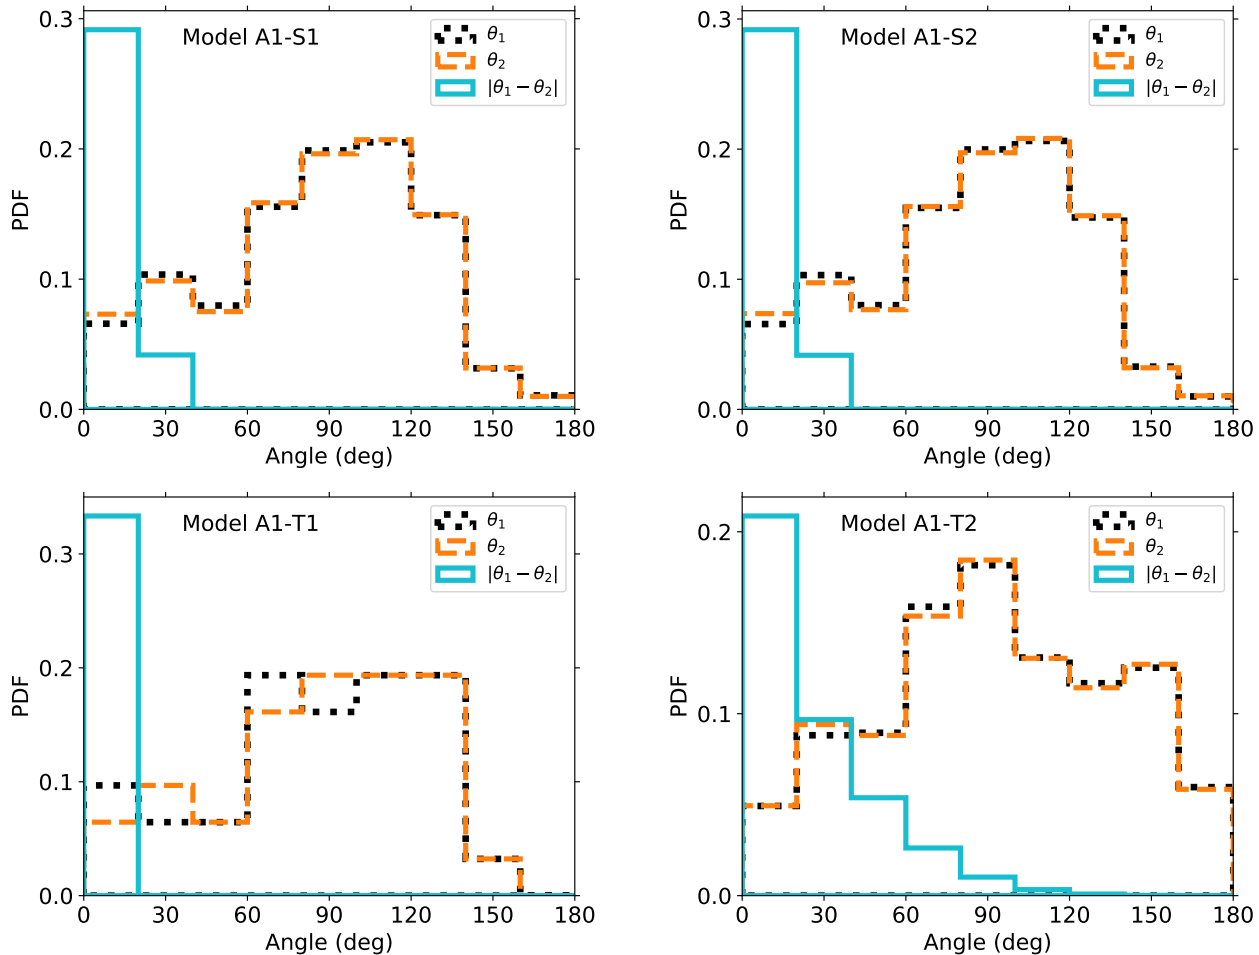 Model A1-S1
θ1
θ2
|θ1 − θ2|
0.3
0.2
0.1
0.0
PDF
0 30 60 90 120 150 180
Angle (deg)
Model A1-S2
θ1
θ2
|θ1 − θ2|
0.3
0.2
0.1
0.0
PDF
0 30 60 90 120 150 180
Angle (deg)
Model A1-T1
θ1
θ2
|θ1 − θ2|
0.3
0.2
0.1
0.0
PDF
0 30 60 90 120 150 180
Angle (deg)
Model A1-T2
θ1
θ2
|θ1 − θ2|
0.2
0.1
0.0
PDF
0 30 60 90 120 150 180
Angle (deg)